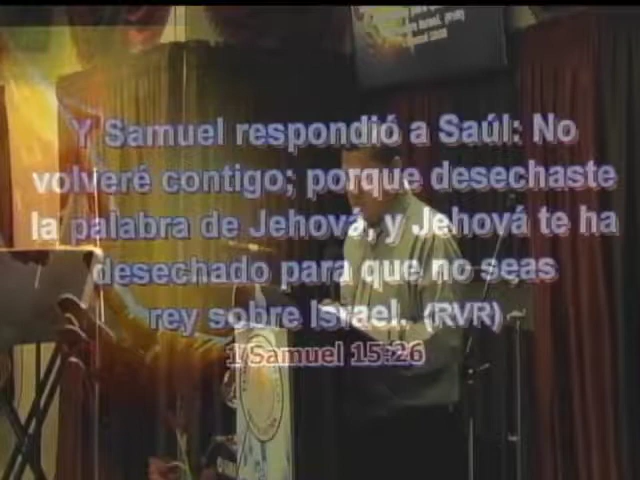 Y Samuel respondió a Saúl: No
volveré contigo; porque desechaste
la palabra de Jehová, y Jehová te ha
desechado para que no seas
rey sobre Israel. (RVR)
1 Samuel 15:26